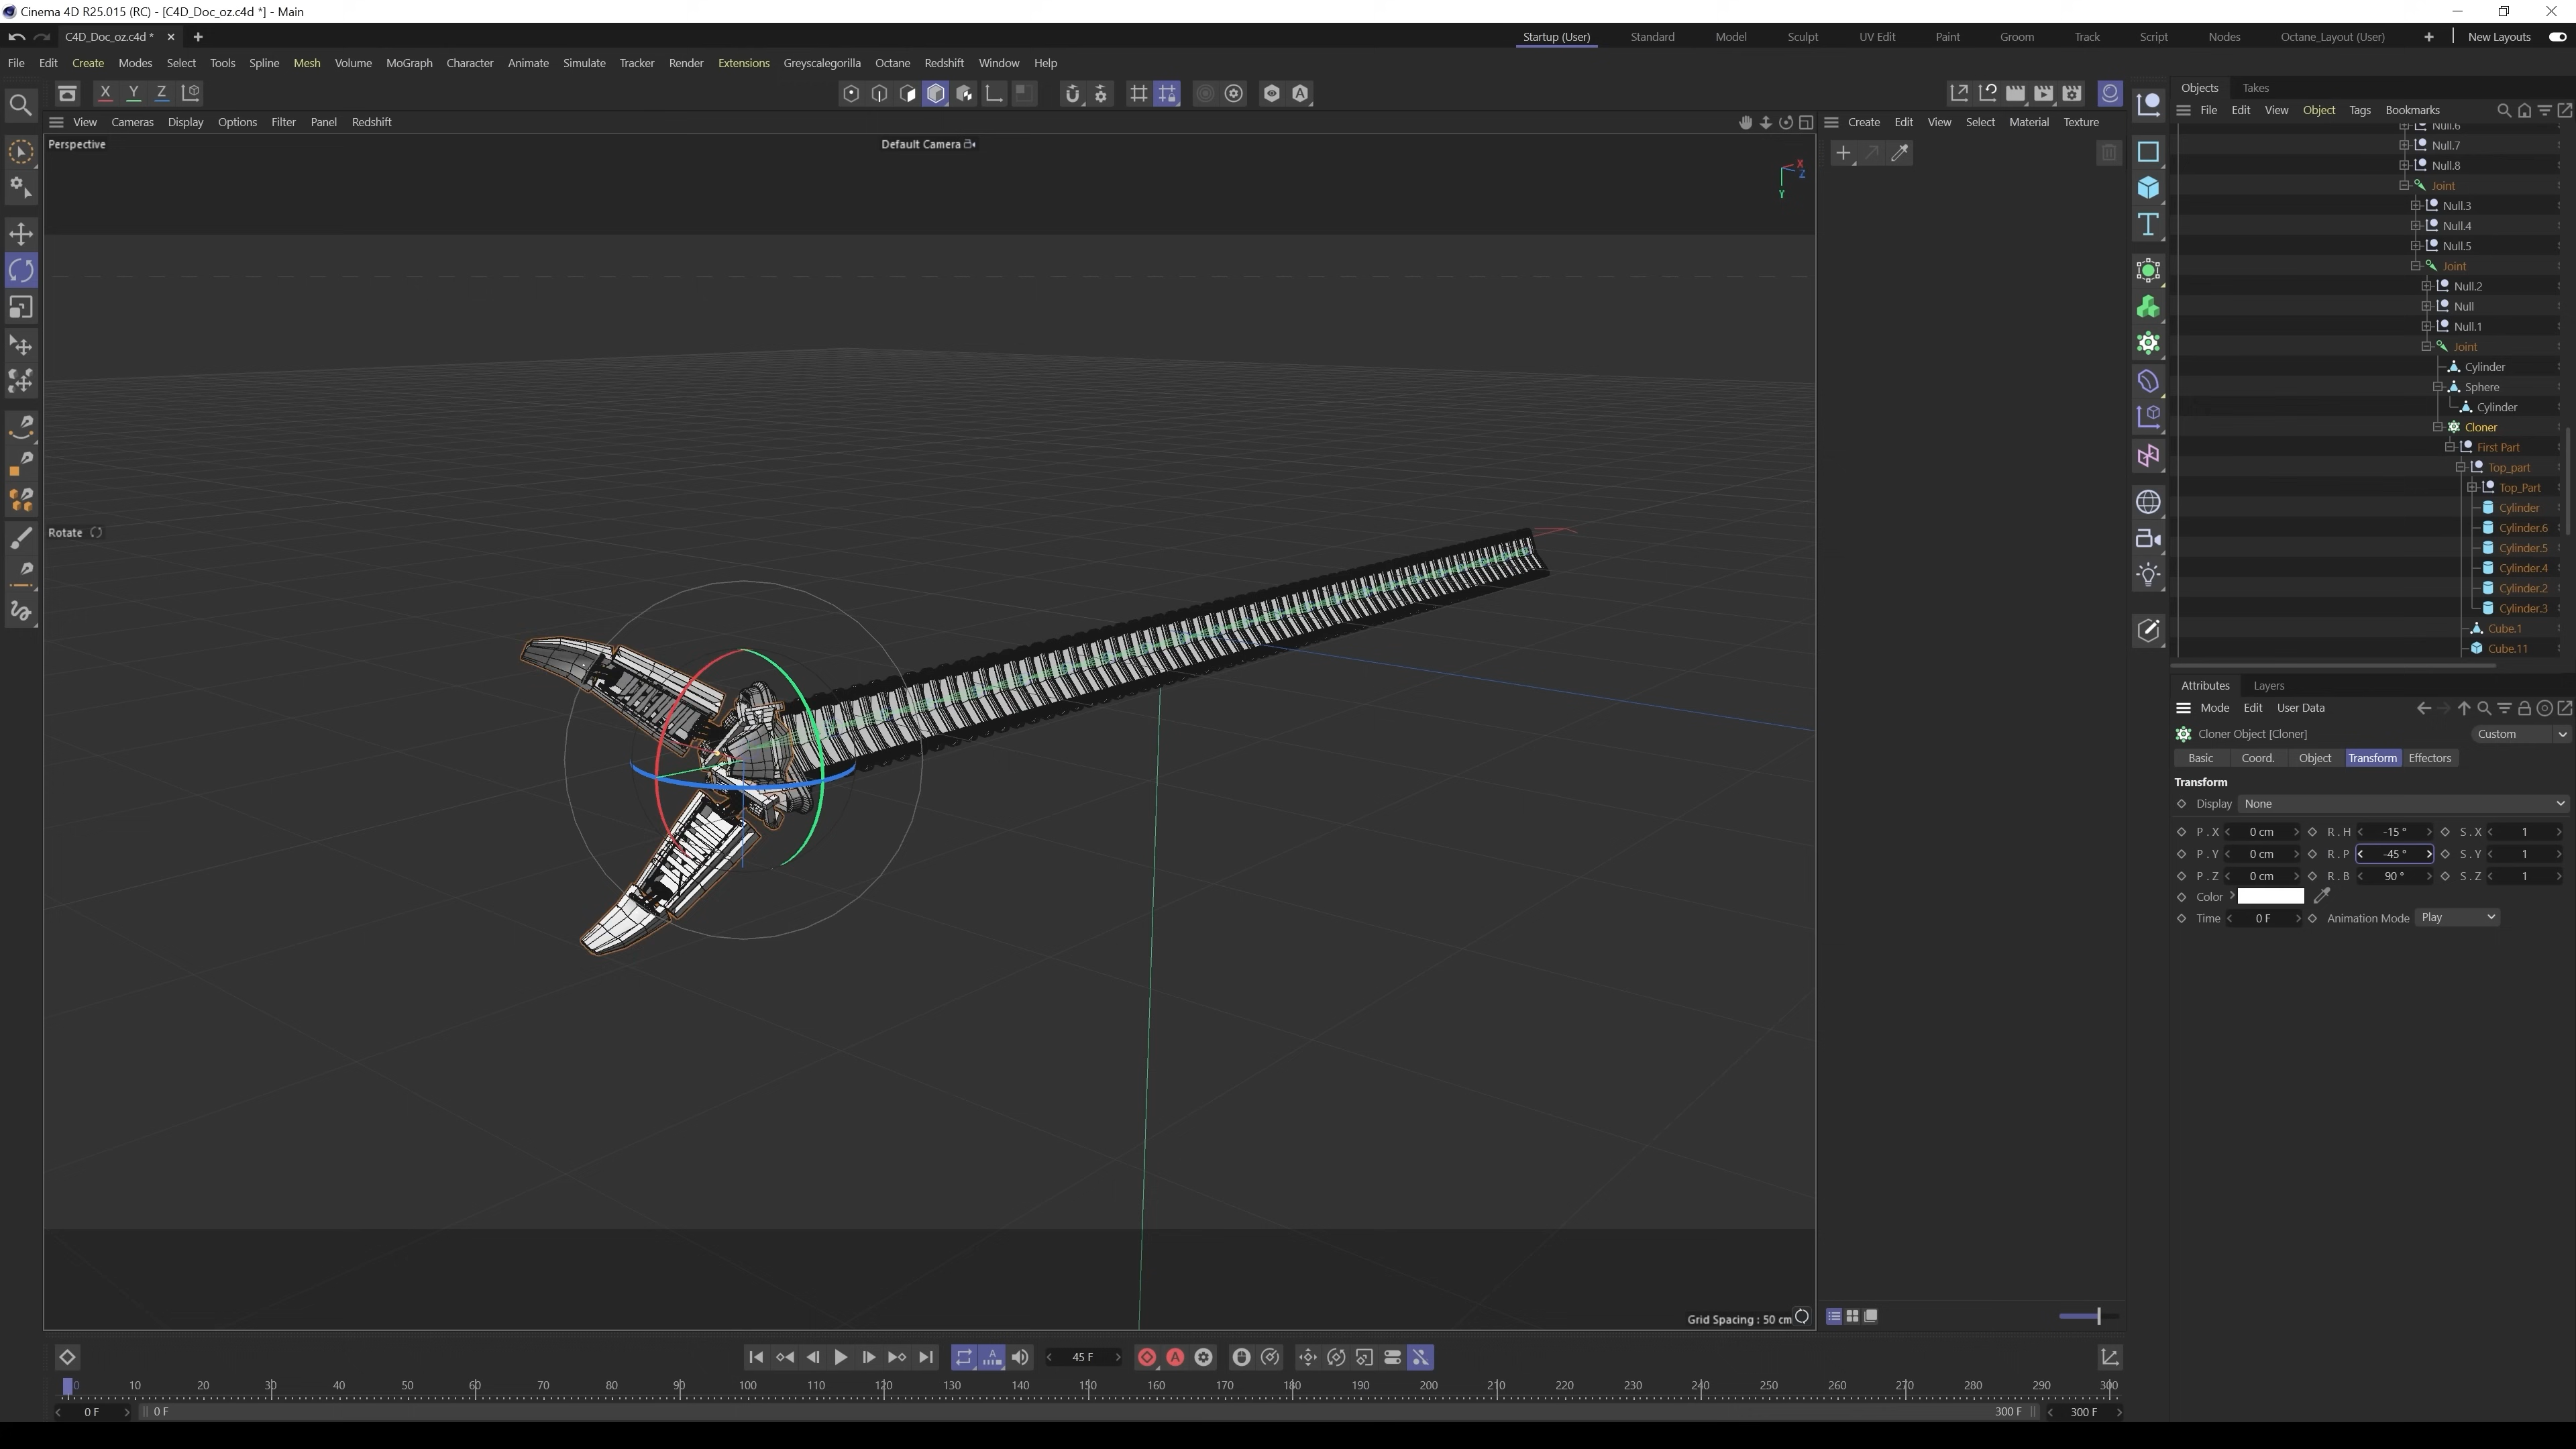 Cinema 4D R25.015 (RC) - [C4D_Doc_oz.c4d *] - Main
C4D_Doc_oz.c4d *
Startup (User) Standard Model Sculpt UV Edit Paint Groom Track Script Nodes Octane_Layout (User) New Layouts
File Edit Create Modes Select Tools Spline Mesh Volume MoGraph Character Animate Simulate Tracker Render Extensions Greyscalegorilla Octane Redshift Window Help
X Y Z
View Cameras Display Options Filter Panel Redshift
Perspective
Default Camera
X
Z
Y
Rotate
Grid Spacing : 50 cm
Create Edit View Select Material Texture
Objects Takes
File Edit View Object Tags Bookmarks
Null.6
Null.7
Null.8
Joint
Null.3
Null.4
Null.5
Joint
Null.2
Null
Null.1
Joint
Cylinder
Sphere
Cylinder
Cloner
First Part
Top_part
Top_Part
Cylinder
Cylinder.6
Cylinder.5
Cylinder.4
Cylinder.2
Cylinder.3
Cube.1
Cube.11
Attributes Layers
Mode Edit User Data
Cloner Object [Cloner] Custom
Basic Coord. Object Transform Effectors
Transform
Display None
P . X 0 cm R . H -15 ° S . X 1
P . Y 0 cm R . P -45 ° S . Y 1
P . Z 0 cm R . B 90 ° S . Z 1
Color
Time 0 F Animation Mode Play
45 F
0 10 20 30 40 50 60 70 80 90 100 110 120 130 140 150 160 170 180 190 200 210 220 230 240 250 260 270 280 290 300
0 F 0 F 300 F 300 F